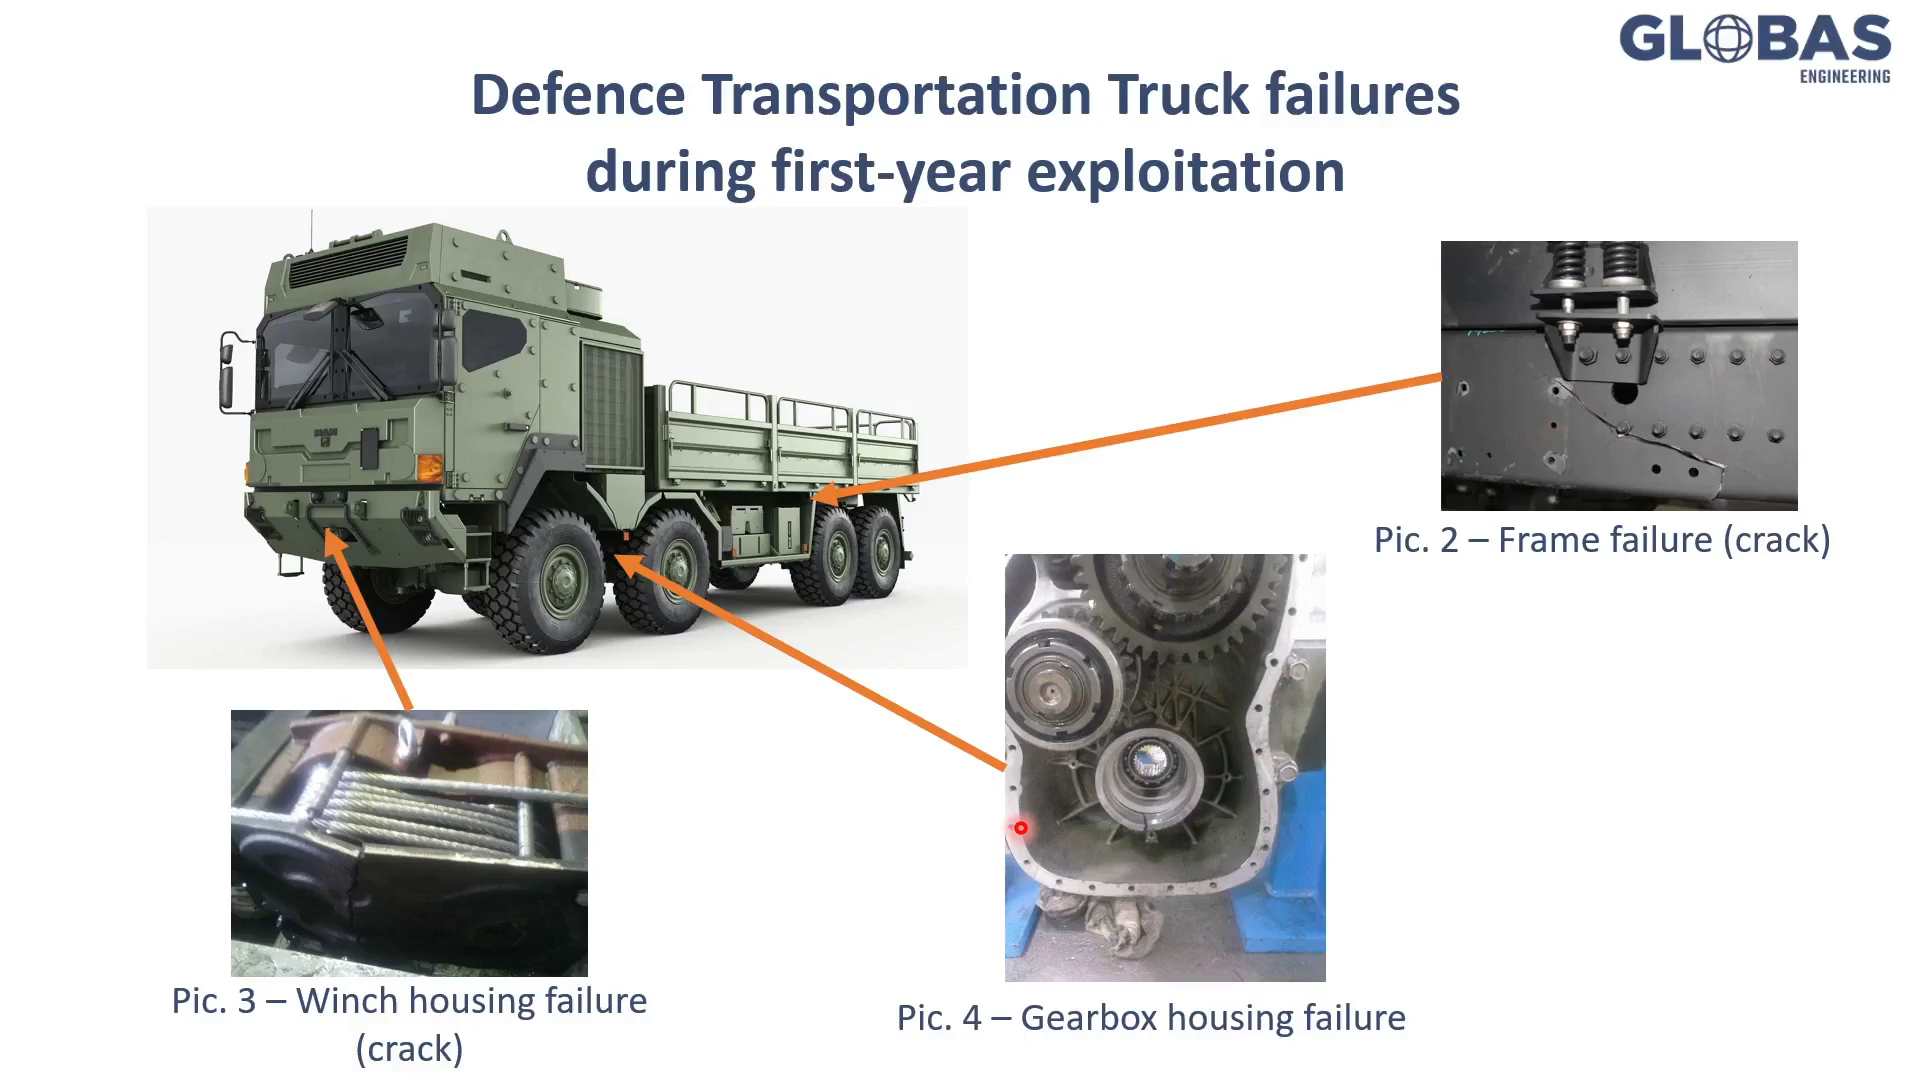 GLOBAS
ENGINEERING
Defence Transportation Truck failures
during first-year exploitation
MAN
Pic. 2 – Frame failure (crack)
Pic. 3 – Winch housing failure
(crack)
Pic. 4 – Gearbox housing failure